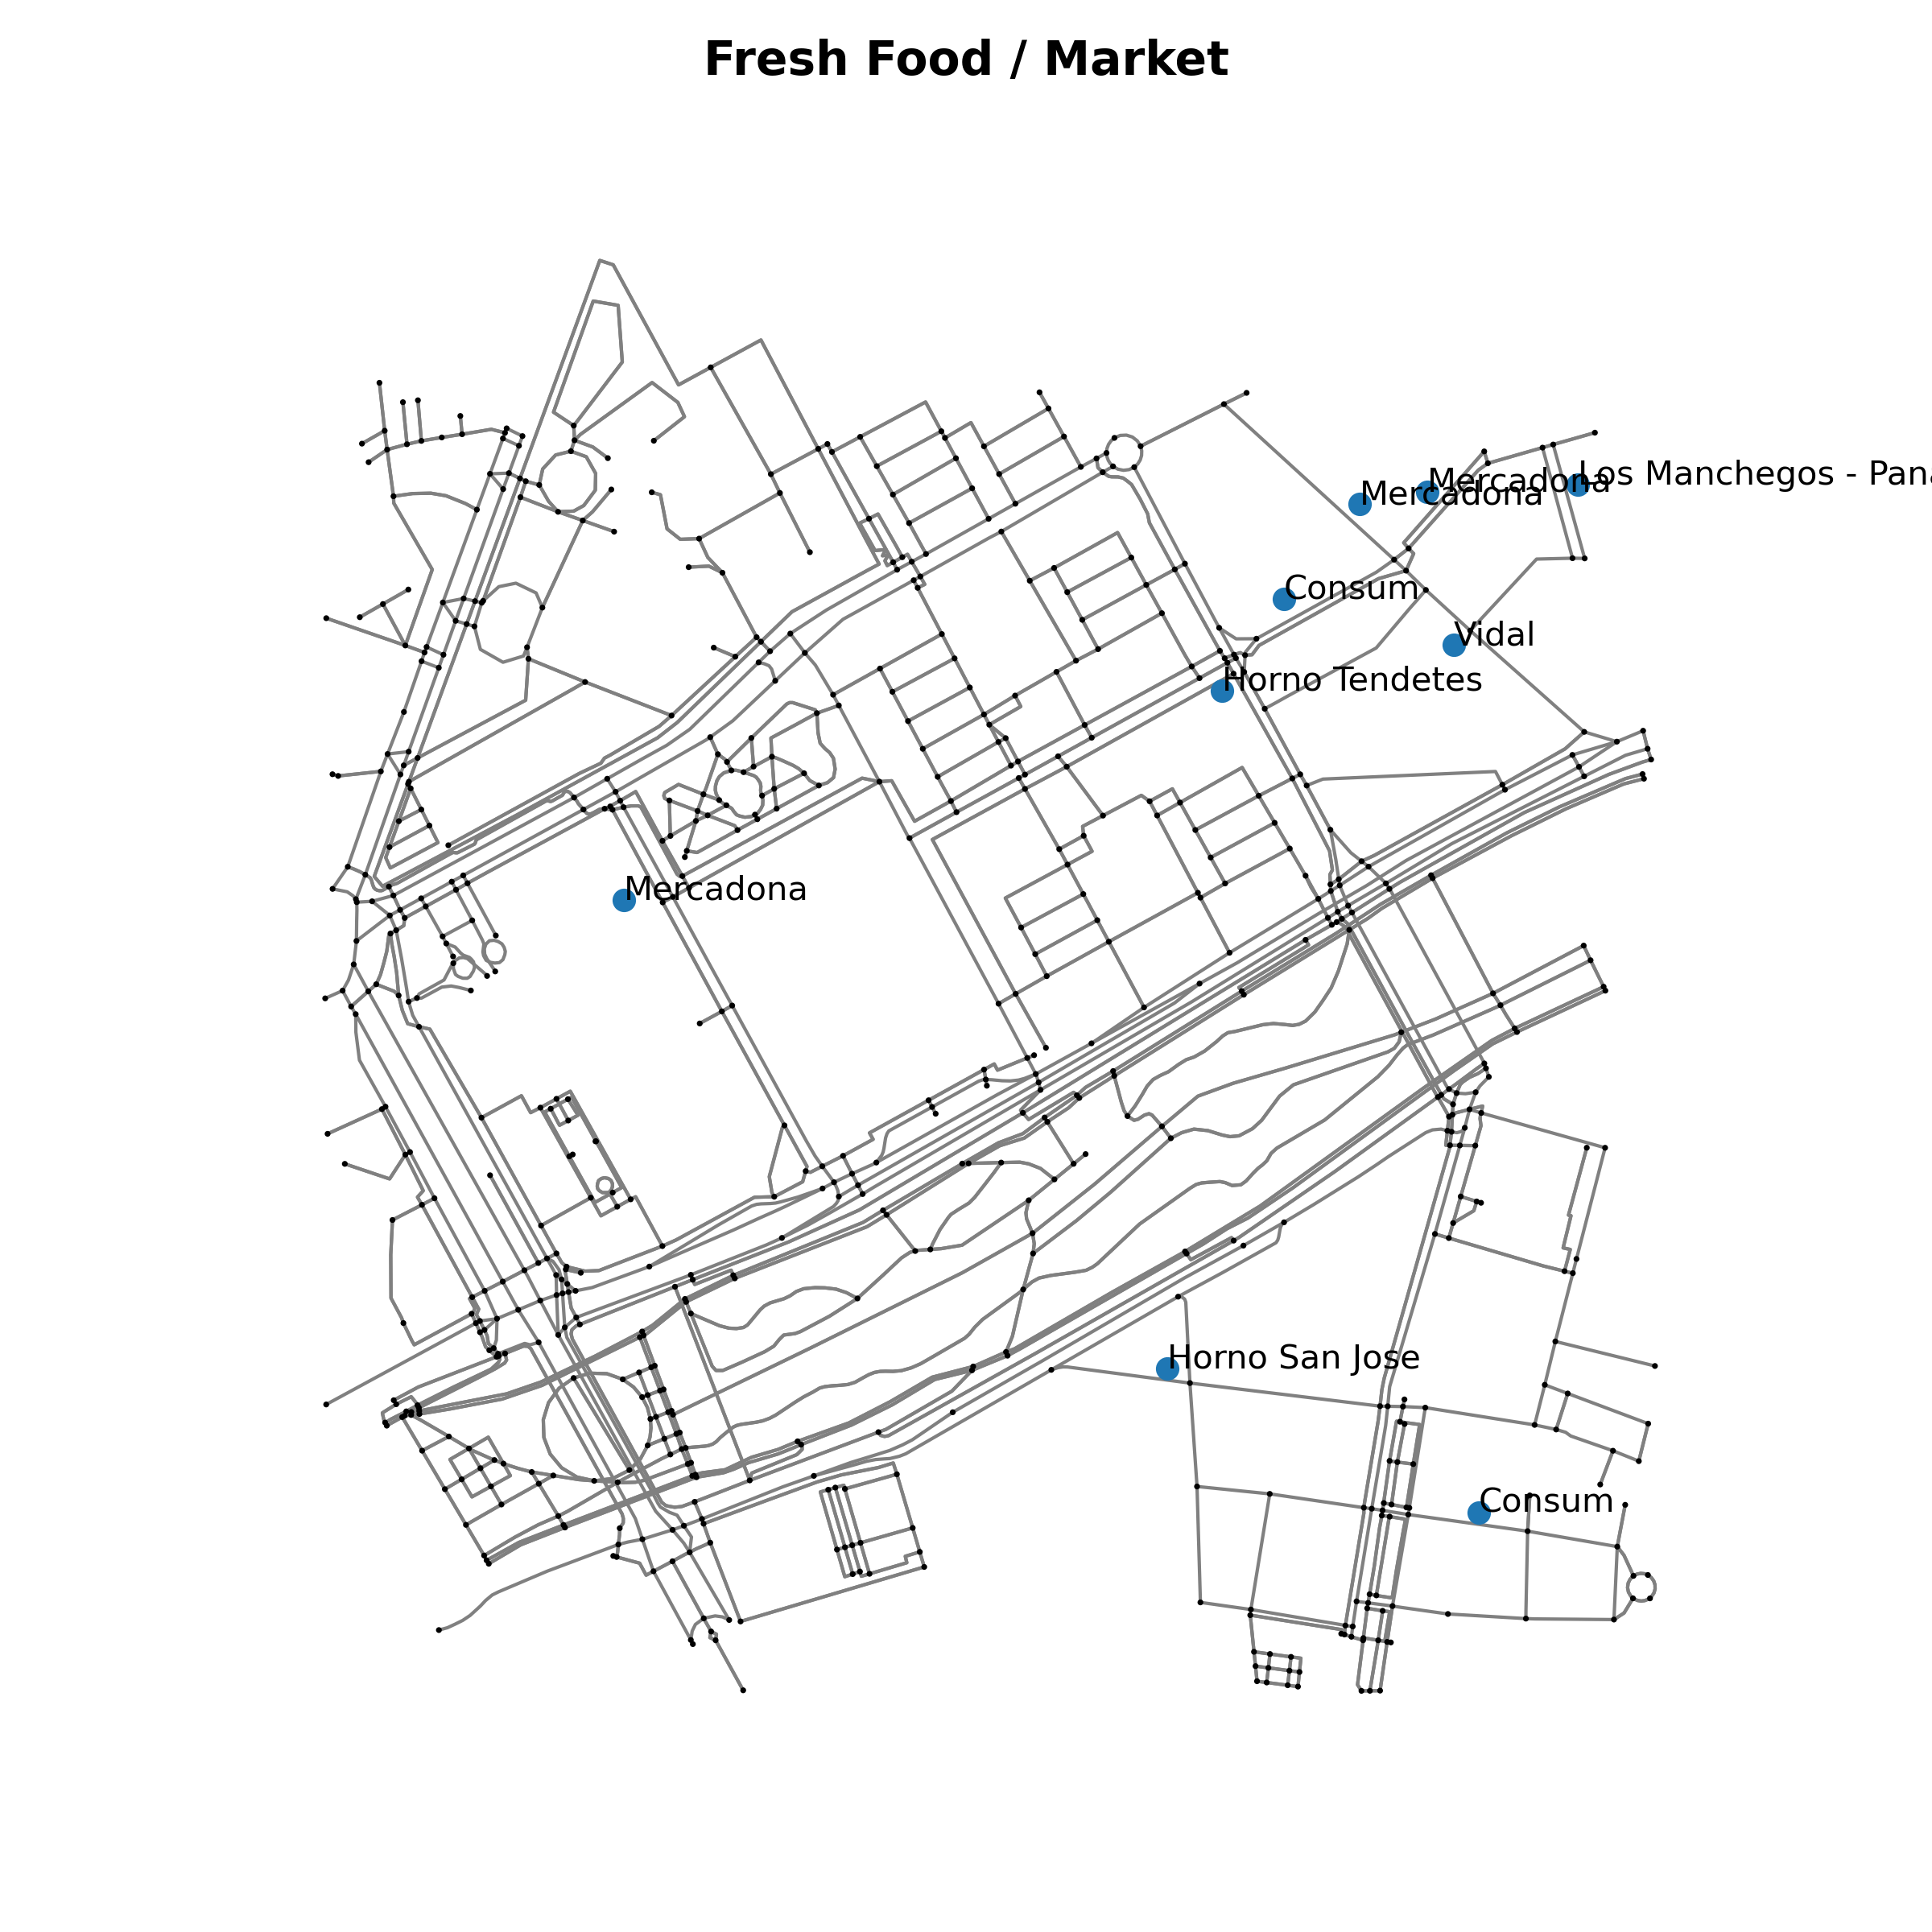 Fresh Food / Market
Los Manchegos - Pana
Mercadona
Mercadona
Consum
Vidal
Horno Tendetes
Mercadona
Horno San Jose
Consum